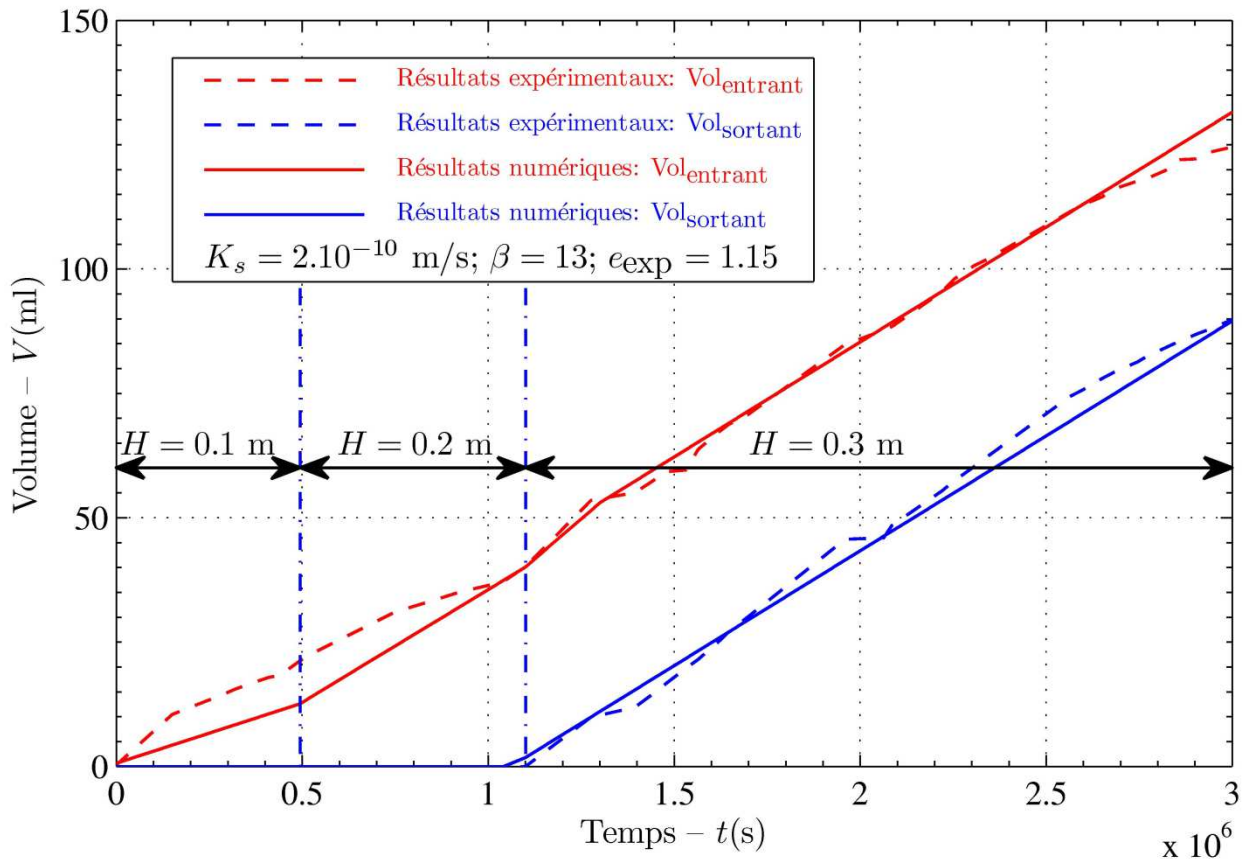 150
Résultats expérimentaux: Vol_entrant
Résultats expérimentaux: Vol_sortant
Résultats numériques: Vol_entrant
Résultats numériques: Vol_sortant
K_s = 2.10^{-10} m/s; β = 13; e_exp = 1.15
100
Volume – V(ml)
H = 0.1 m H = 0.2 m H = 0.3 m
50
0
0 0.5 1 1.5 2 2.5 3
Temps – t(s)
x 10^6